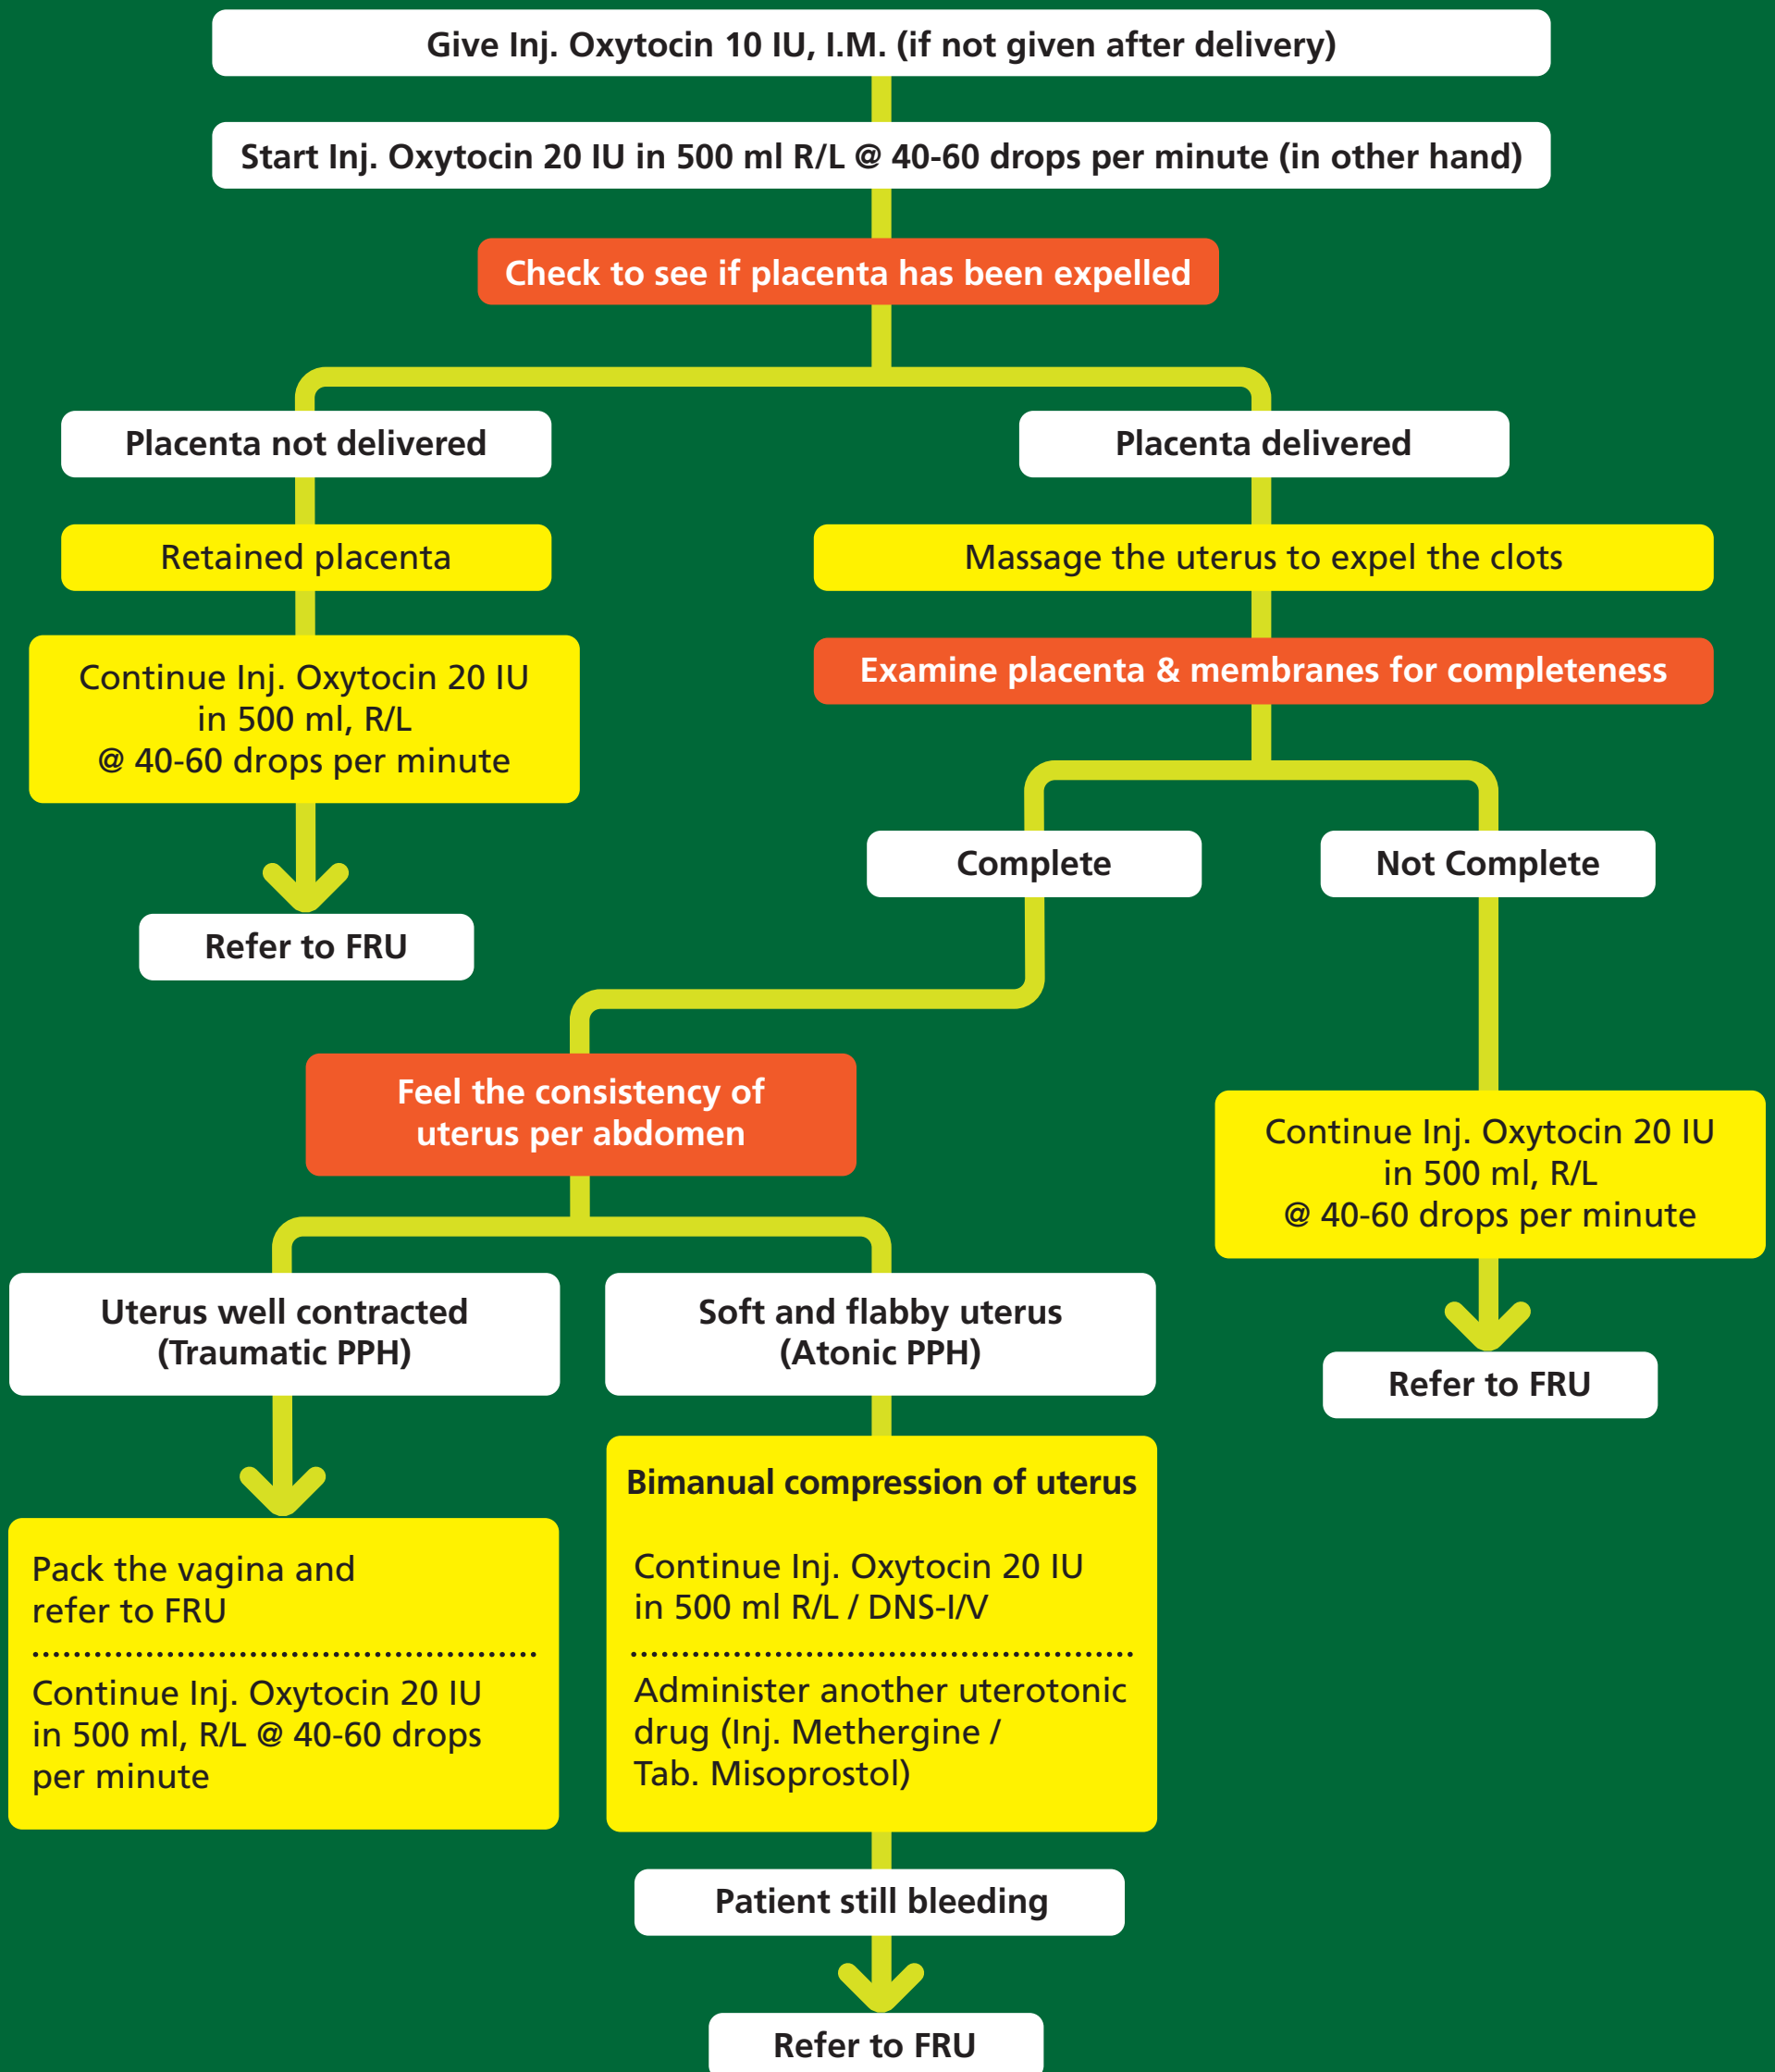 Give Inj. Oxytocin 10 IU, I.M. (if not given after delivery)
Start Inj. Oxytocin 20 IU in 500 ml R/L @ 40-60 drops per minute (in other hand)
Check to see if placenta has been expelled
Placenta not delivered
Retained placenta
Continue Inj. Oxytocin 20 IU
in 500 ml, R/L
@ 40-60 drops per minute
Refer to FRU
Placenta delivered
Massage the uterus to expel the clots
Examine placenta & membranes for completeness
Complete
Feel the consistency of
uterus per abdomen
Uterus well contracted
(Traumatic PPH)
Pack the vagina and
refer to FRU
Continue Inj. Oxytocin 20 IU
in 500 ml, R/L @ 40-60 drops
per minute
Soft and flabby uterus
(Atonic PPH)
Bimanual compression of uterus
Continue Inj. Oxytocin 20 IU
in 500 ml R/L / DNS-I/V
Administer another uterotonic
drug (Inj. Methergine /
Tab. Misoprostol)
Patient still bleeding
Refer to FRU
Not Complete
Continue Inj. Oxytocin 20 IU
in 500 ml, R/L
@ 40-60 drops per minute
Refer to FRU